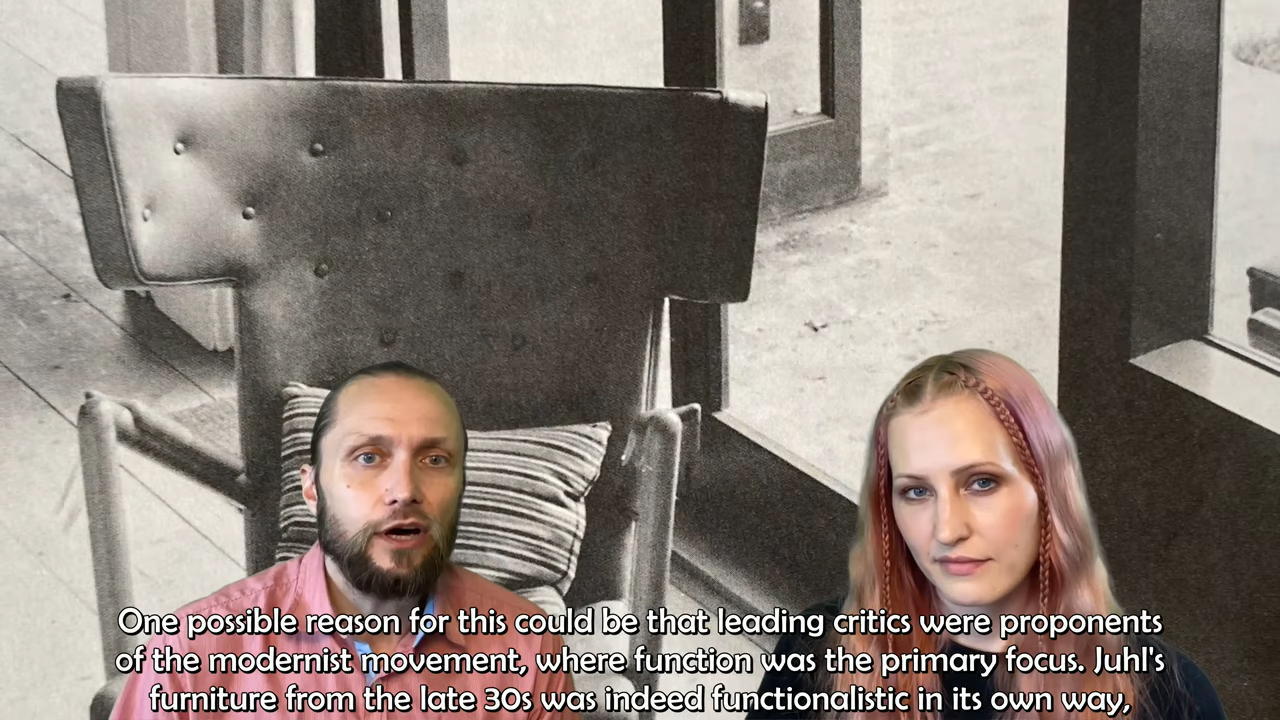 One possible reason for this could be that leading critics were proponents
of the modernist movement, where function was the primary focus. Juhl's
furniture from the late 30s was indeed functionalistic in its own way,